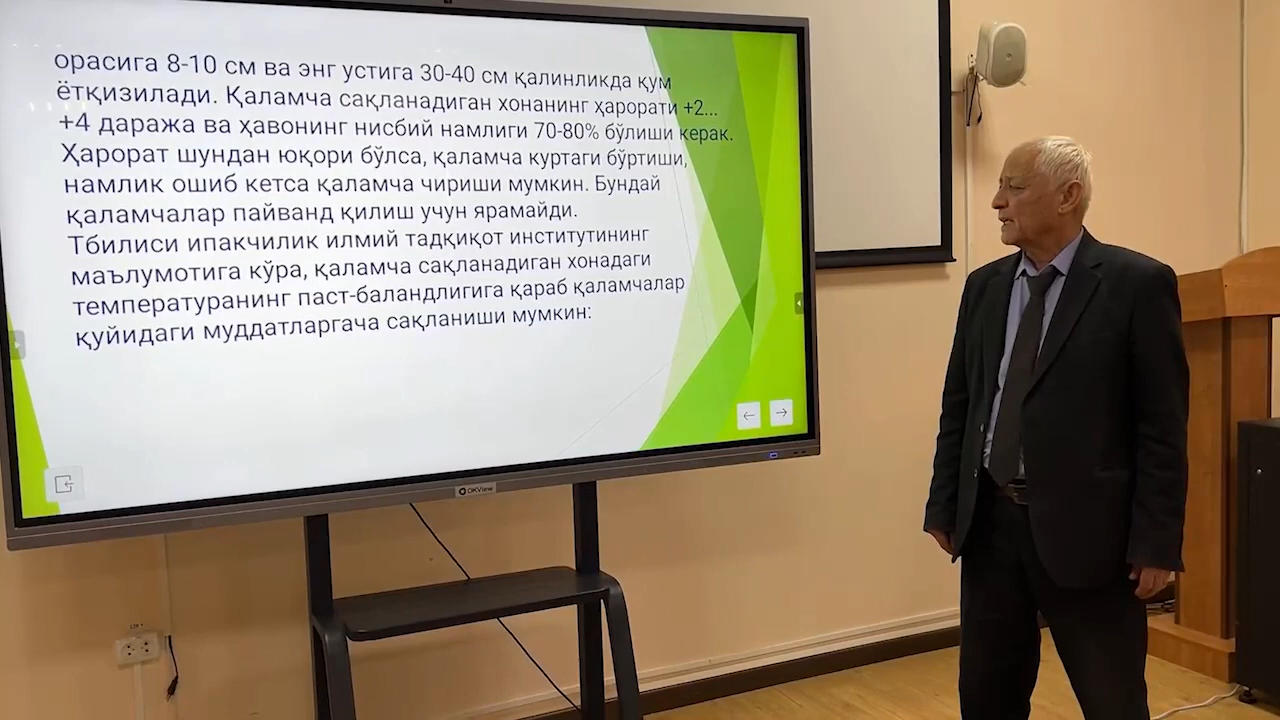 орасига 8-10 см ва энг устига 30-40 см қалинликда қум
ётқизилади. Қаламча сақланадиган хонанинг ҳарорати +2...
+4 даража ва ҳавонинг нисбий намлиги 70-80% бўлиши керак.
Ҳарорат шундан юқори бўлса, қаламча куртаги бўртиши,
намлик ошиб кетса қаламча чириши мумкин. Бундай
қаламчалар пайванд қилиш учун ярамайди.
Тбилиси ипакчилик илмий тадқиқот институтининг
маълумотига кўра, қаламча сақланадиган хонадаги
температуранинг паст-баландлигига қараб қаламчалар
қуйидаги муддатларгача сақланиши мумкин:
OKView